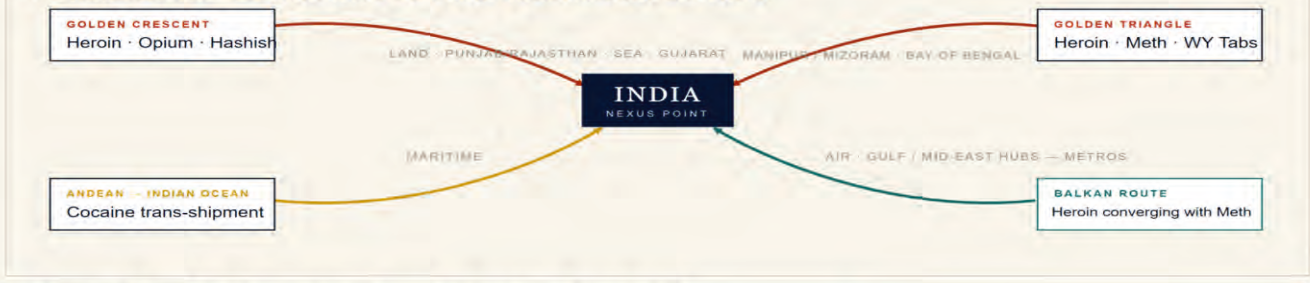 GOLDEN CRESCENT
Heroin · Opium · Hashish
GOLDEN TRIANGLE
Heroin · Meth · WY Tabs
LAND · PUNJAB/RAJASTHAN · SEA · GUJARAT
MANIPUR / MIZORAM · BAY OF BENGAL
INDIA
NEXUS POINT
MARITIME
AIR · GULF / MID-EAST HUBS — METROS
ANDEAN → INDIAN OCEAN
Cocaine trans-shipment
BALKAN ROUTE
Heroin converging with Meth